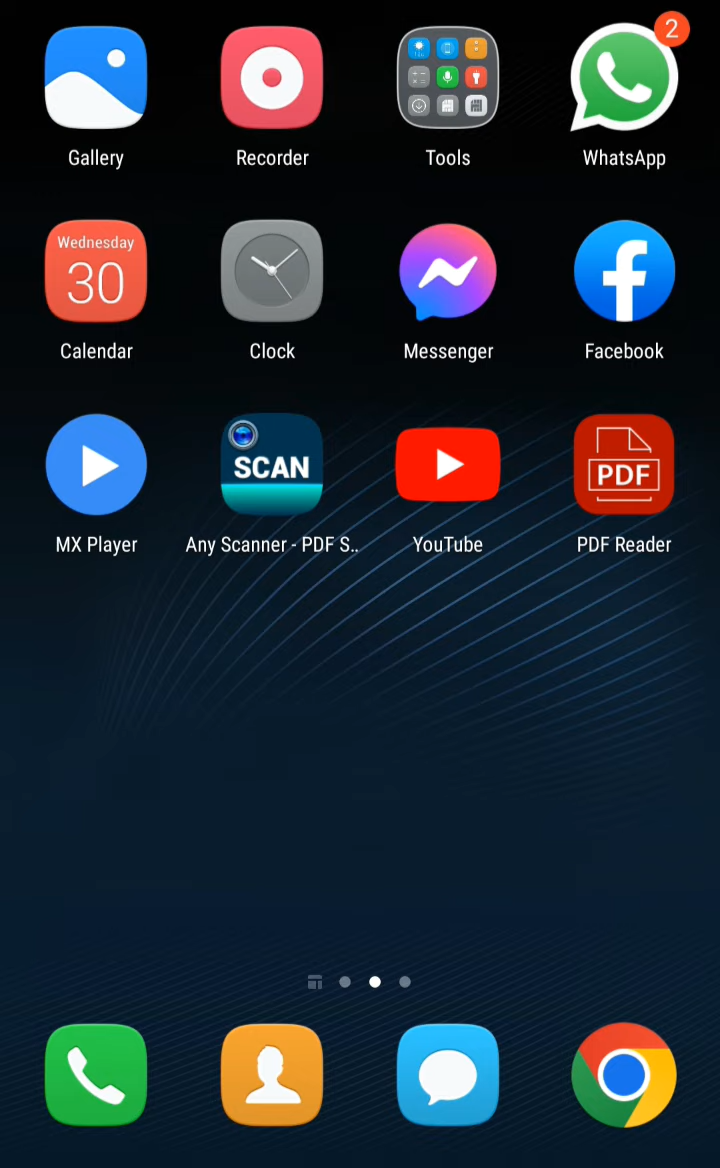 2
Gallery
Recorder
Tools
WhatsApp
Wednesday
30
Calendar
Clock
Messenger
Facebook
SCAN
PDF
MX Player
Any Scanner - PDF S..
YouTube
PDF Reader